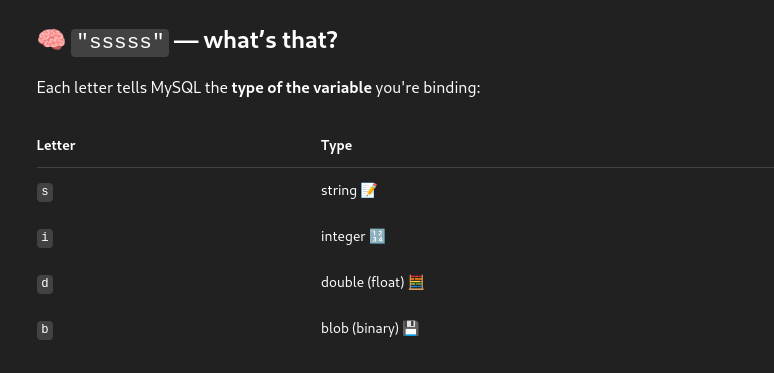 🧠 "sssss" — what's that?
Each letter tells MySQL the type of the variable you're binding:
Letter Type
s string 📝
i integer 🔢
d double (float) 🧮
b blob (binary) 💾